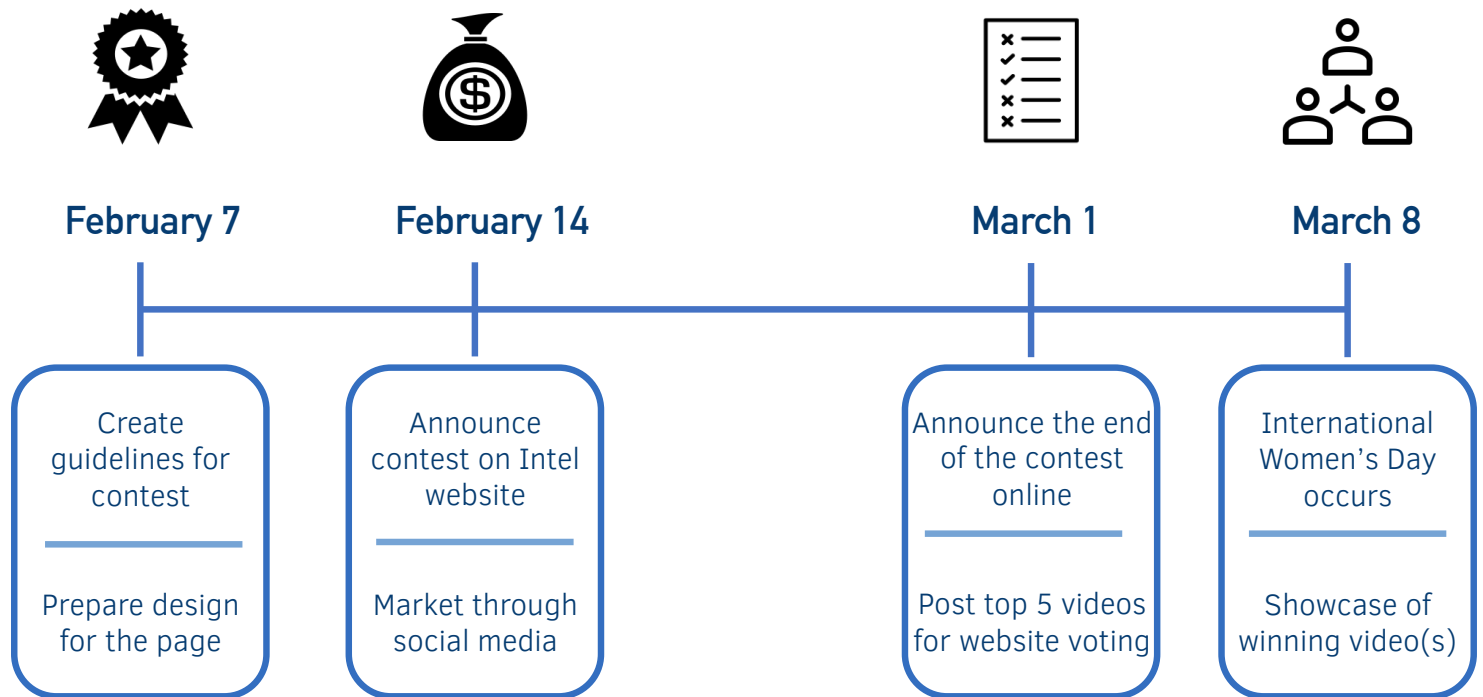 February 7
February 14
March 1
March 8
Create
guidelines for
contest
Prepare design
for the page
Announce
contest on Intel
website
Market through
social media
Announce the end
of the contest
online
Post top 5 videos
for website voting
International
Women’s Day
occurs
Showcase of
winning video(s)